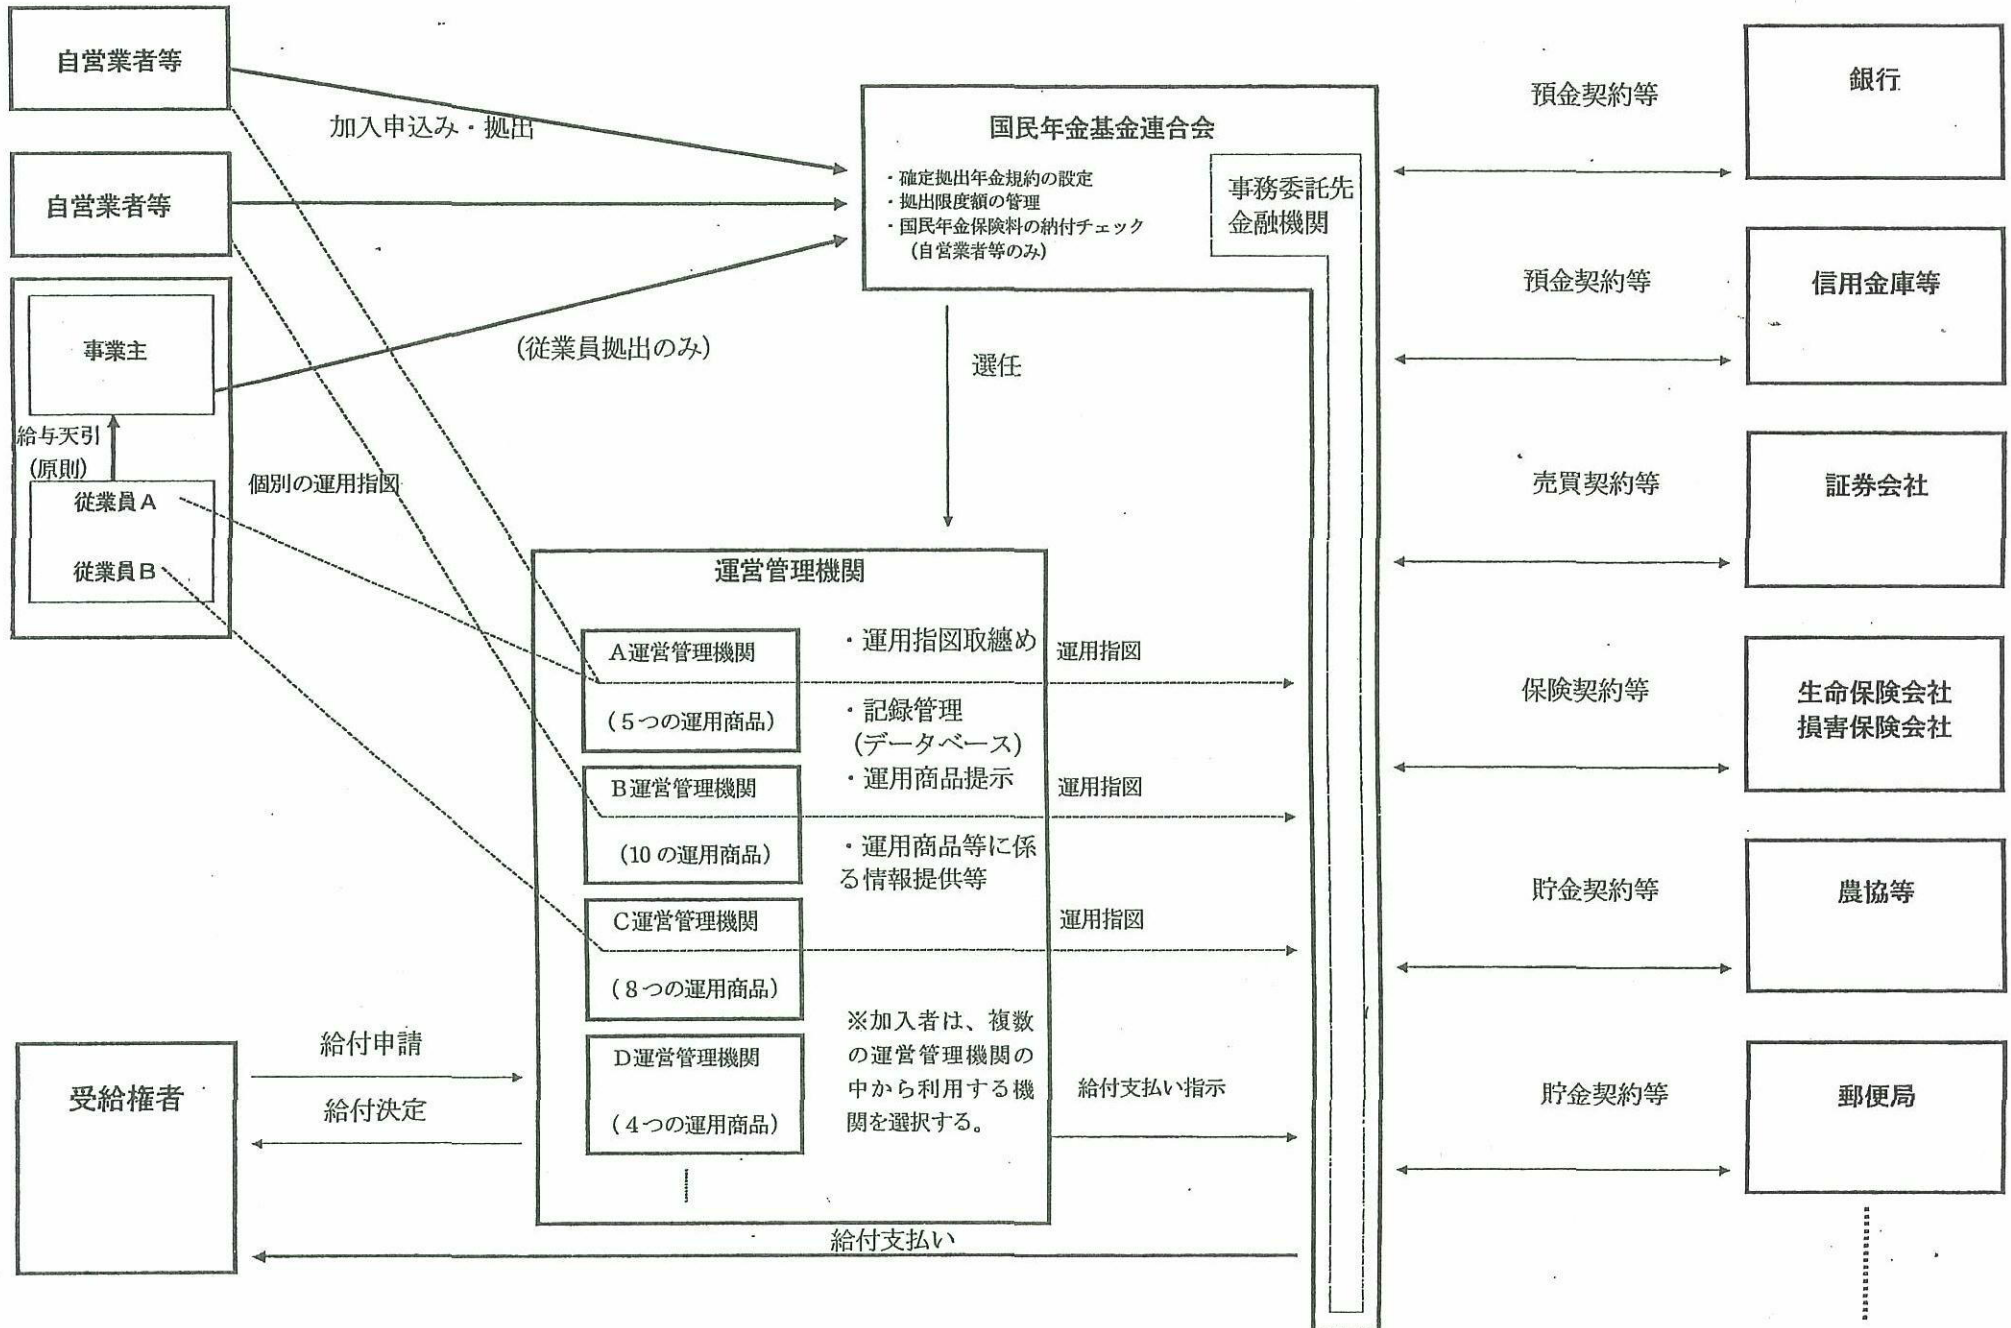 自営業者等
加入申込み・拠出
自営業者等
事業主
給与天引
(原則)
従業員A
従業員B
個別の運用指図
(従業員拠出のみ)
国民年金基金連合会
・確定拠出年金規約の設定
・拠出限度額の管理
・国民年金保険料の納付チェック
(自営業者等のみ)
事務委託先
金融機関
選任
運営管理機関
A運営管理機関
(5つの運用商品)
B運営管理機関
(10の運用商品)
C運営管理機関
(8つの運用商品)
D運営管理機関
(4つの運用商品)
・運用指図取纏め
・記録管理
(データベース)
・運用商品提示
・運用商品等に係
る情報提供等
※加入者は、複数
の運営管理機関の
中から利用する機
関を選択する。
運用指図
運用指図
運用指図
給付支払い指示
受給権者
給付申請
給付決定
給付支払い
預金契約等
銀行
預金契約等
信用金庫等
売買契約等
証券会社
保険契約等
生命保険会社
損害保険会社
貯金契約等
農協等
貯金契約等
郵便局